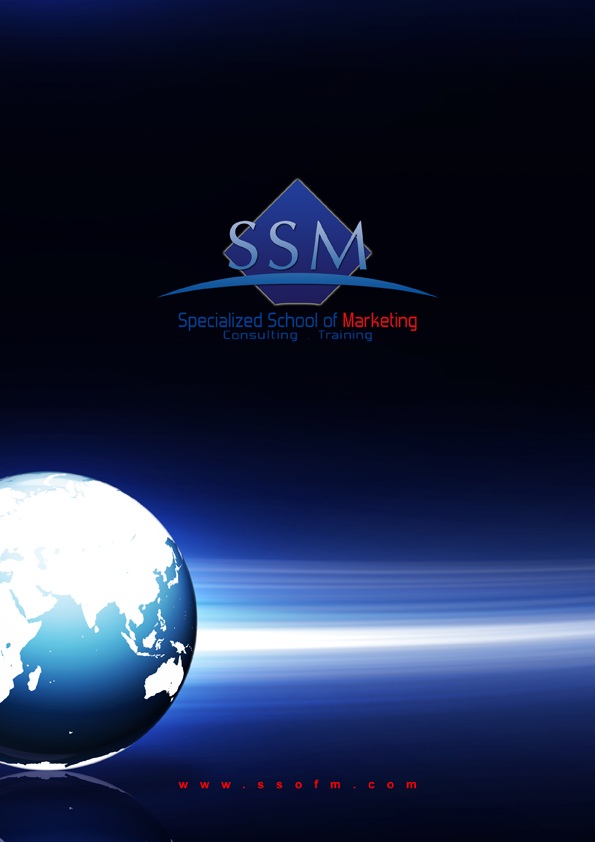 SSM
Specialized School of Marketing
Consulting . Training
www.ssofm.com